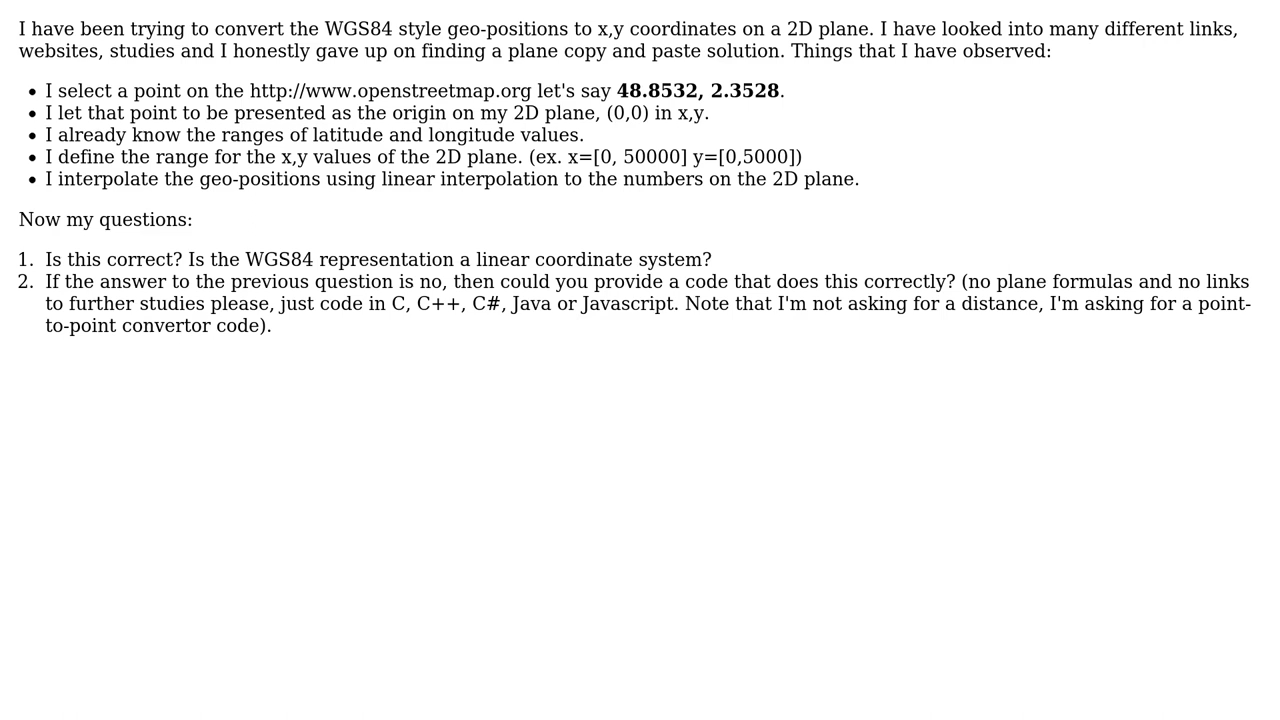 I have been trying to convert the WGS84 style geo-positions to x,y coordinates on a 2D plane. I have looked into many different links,
websites, studies and I honestly gave up on finding a plane copy and paste solution. Things that I have observed:
• I select a point on the http://www.openstreetmap.org let's say 48.8532, 2.3528.
• I let that point to be presented as the origin on my 2D plane, (0,0) in x,y.
• I already know the ranges of latitude and longitude values.
• I define the range for the x,y values of the 2D plane. (ex. x=[0, 50000] y=[0,5000])
• I interpolate the geo-positions using linear interpolation to the numbers on the 2D plane.
Now my questions:
1. Is this correct? Is the WGS84 representation a linear coordinate system?
2. If the answer to the previous question is no, then could you provide a code that does this correctly? (no plane formulas and no links
to further studies please, just code in C, C++, C#, Java or Javascript. Note that I'm not asking for a distance, I'm asking for a point-
to-point convertor code).